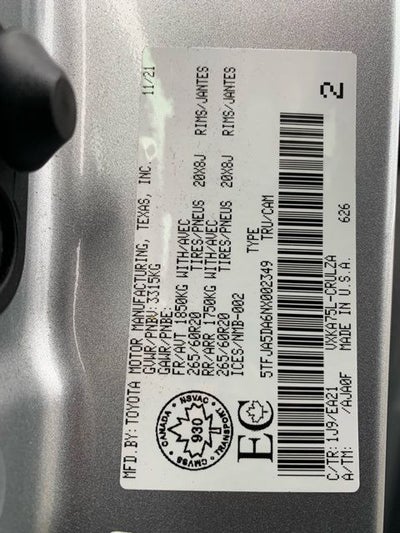 MFD.BY:TOYOTA
MOTOR MANUFACTURING, TEXAS, INC. 11/21
GVWR/PNBV:3315KG
GAWR/PNBE:
FR/AVT 1850KG WITH/AVEC
265/60R20 TIRES/PNEUS 20X8J RIMS/JANTES
RR/ARR 1750KG WITH/AVEC
265/60R20 TIRES/PNEUS 20X8J RIMS/JANTES
ICES/NMB-002
CANADA NSVAC
930
TRANSPORT CMVSS
EC
TYPE
5TFJA5DA6NX002349 TRU/CAM
2
626
C/TR:1J9/EA21 VXKA75L-CRULZA
A/TM: /AJA0F MADE IN U.S.A.